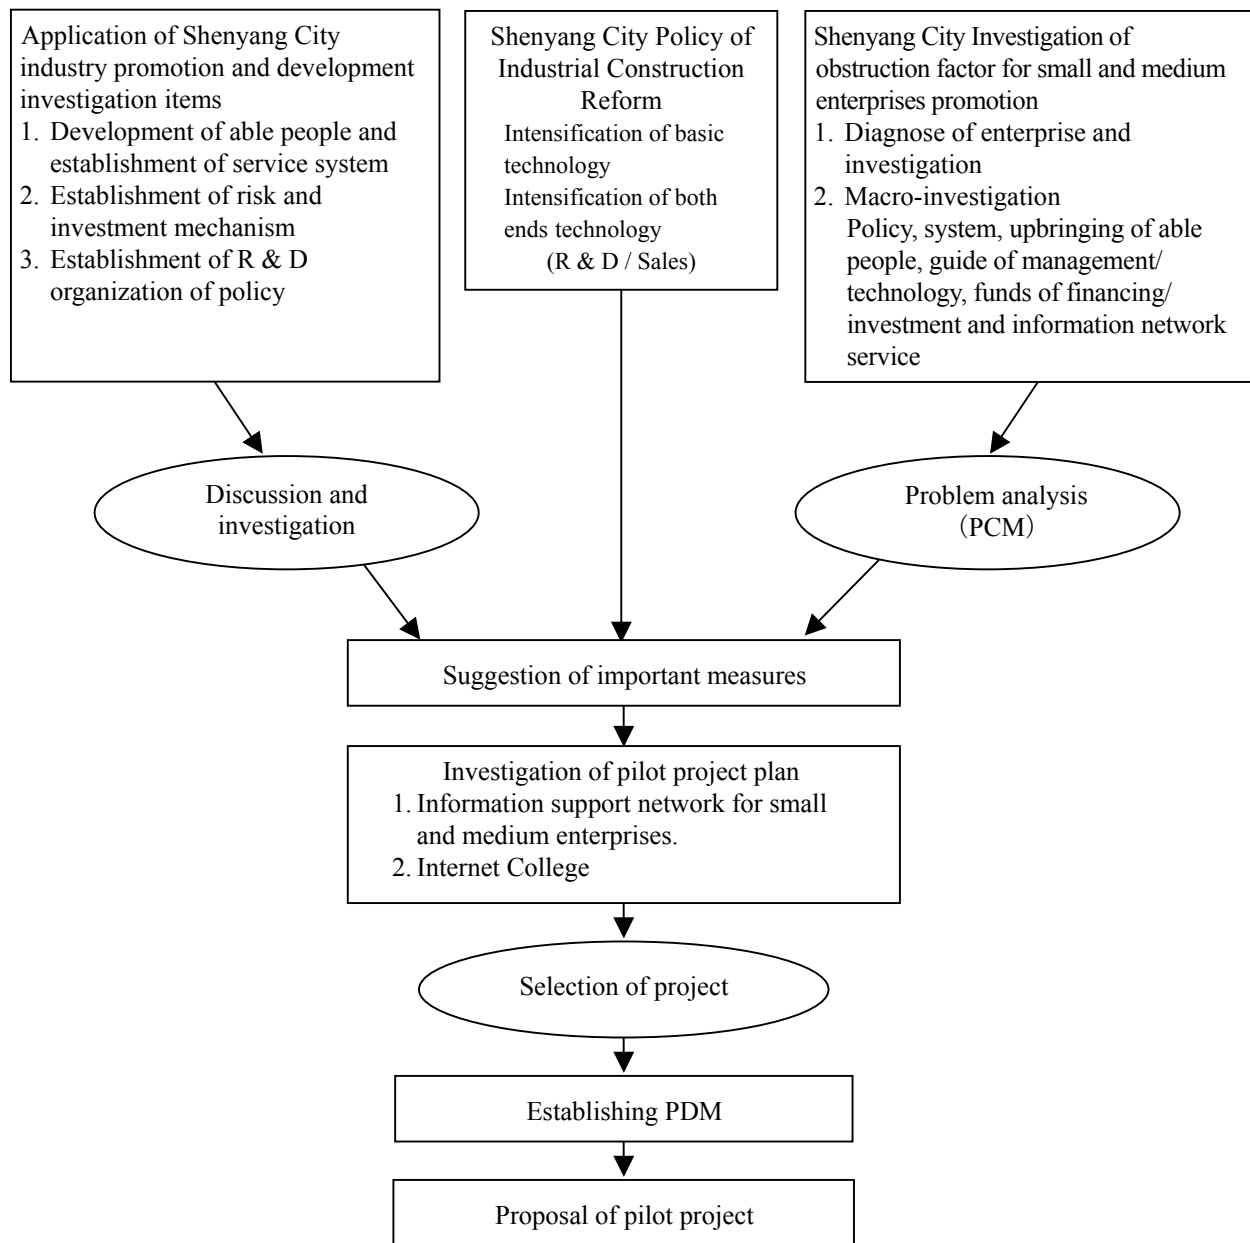 Application of Shenyang City
industry promotion and development
investigation items
1. Development of able people and
establishment of service system
2. Establishment of risk and
investment mechanism
3. Establishment of R & D
organization of policy
Shenyang City Policy of
Industrial Construction
Reform
Intensification of basic
technology
Intensification of both
ends technology
(R & D / Sales)
Shenyang City Investigation of
obstruction factor for small and medium
enterprises promotion
1. Diagnose of enterprise and
investigation
2. Macro-investigation
Policy, system, upbringing of able
people, guide of management/
technology, funds of financing/
investment and information network
service
Discussion and
investigation
Problem analysis
（PCM）
Suggestion of important measures
Investigation of pilot project plan
1. Information support network for small
and medium enterprises.
2. Internet College
Selection of project
Establishing PDM
Proposal of pilot project